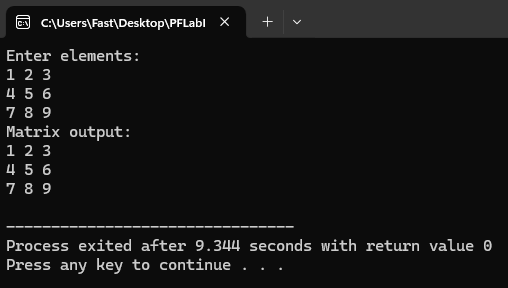 C:\Users\Fast\Desktop\PFLabI
Enter elements:
1 2 3
4 5 6
7 8 9
Matrix output:
1 2 3
4 5 6
7 8 9
--------------------------------
Process exited after 9.344 seconds with return value 0
Press any key to continue . . .